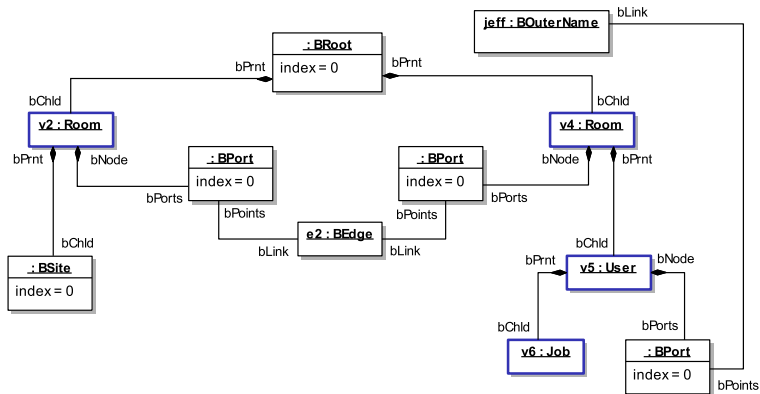 jeff : BOuterName
bLink
: BRoot
index = 0
bPrnt
bPrnt
bChld
bChld
v2 : Room
v4 : Room
bPrnt
bNode
: BPort
index = 0
: BPort
index = 0
bNode
bPrnt
bPorts
bPorts
bPoints
bPoints
e2 : BEdge
bLink
bLink
bChld
: BSite
index = 0
bChld
bPrnt
v5 : User
bNode
bChld
v6 : Job
bPorts
: BPort
index = 0
bPoints